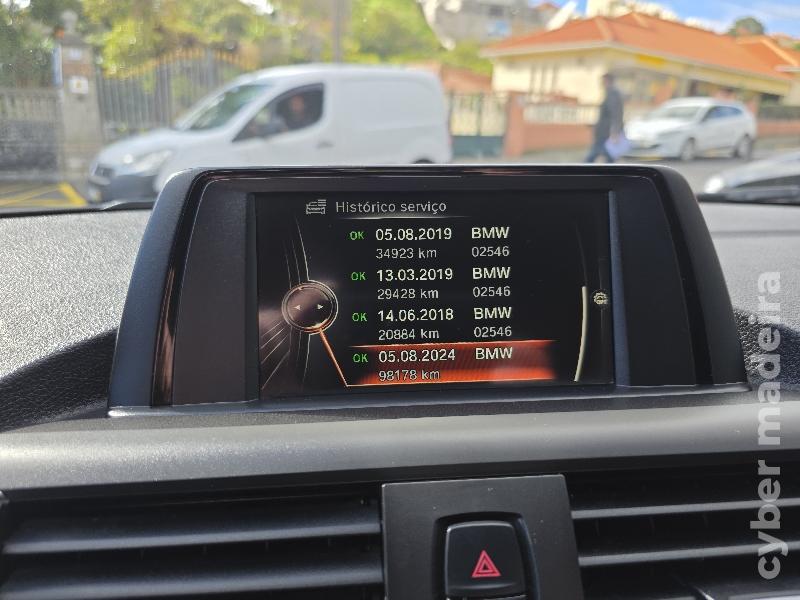 Histórico serviço
OK 05.08.2019 BMW
34923 km 02546
OK 13.03.2019 BMW
29428 km 02546
OK 14.06.2018 BMW
20884 km 02546
OK 05.08.2024 BMW
98178 km
cyber madeira